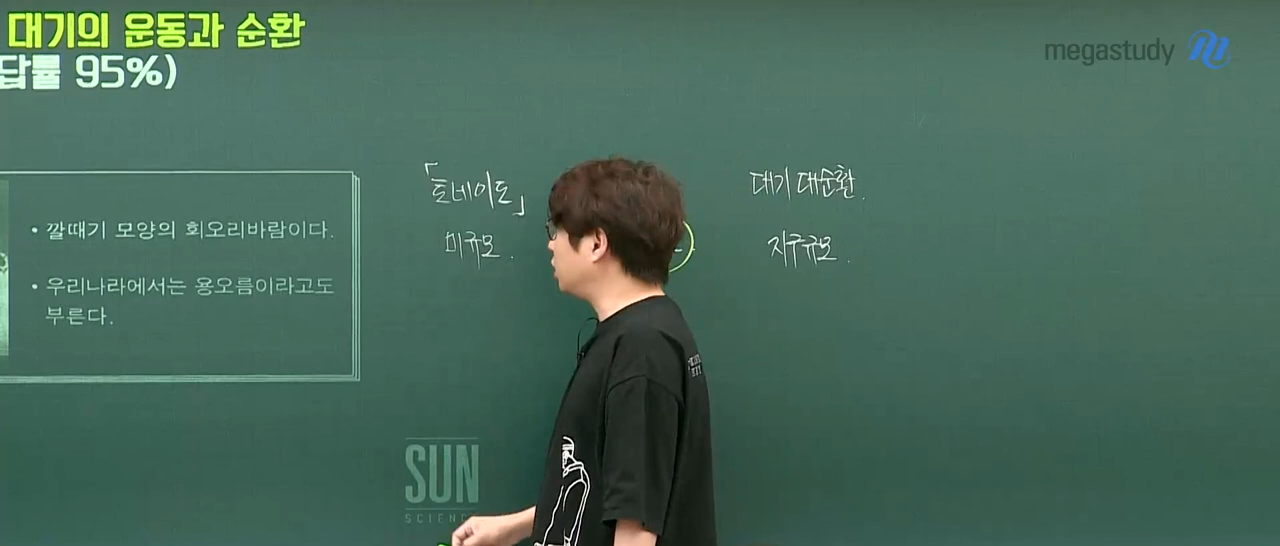 대기의 운동과 순환
답률 95%)
megastudy
「토네이도」
대기 대순환.
• 깔때기 모양의 회오리바람이다.
미규모.
지구규모.
• 우리나라에서는 용오름이라고도
부른다.
SUN
SCIENCE